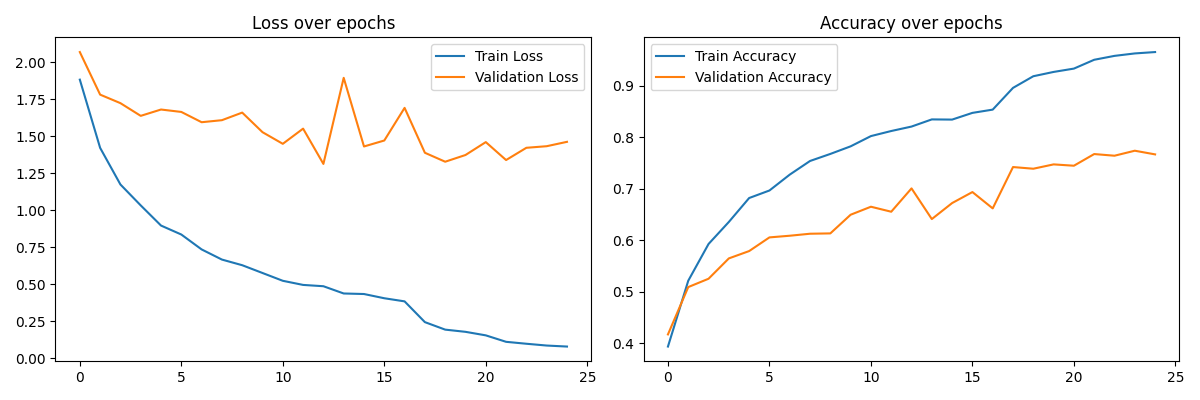 Loss over epochs
Train Loss
Validation Loss
2.00
1.75
1.50
1.25
1.00
0.75
0.50
0.25
0.00
0 5 10 15 20 25
Accuracy over epochs
Train Accuracy
Validation Accuracy
0.9
0.8
0.7
0.6
0.5
0.4
0 5 10 15 20 25